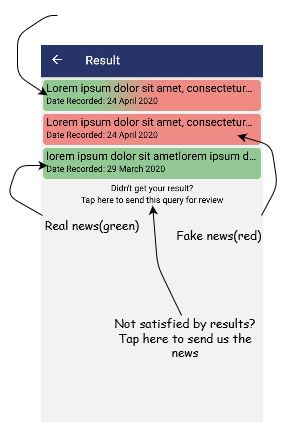 Result
Lorem ipsum dolor sit amet, consectetur...
Date Recorded: 24 April 2020
Lorem ipsum dolor sit amet, consectetur...
Date Recorded: 24 April 2020
lorem ipsum dolor sit ametlorem ipsum d...
Date Recorded: 29 March 2020
Didn't get your result?
Tap here to send this query for review
Real news(green)
Fake news(red)
Not satisfied by results?
Tap here to send us the
news